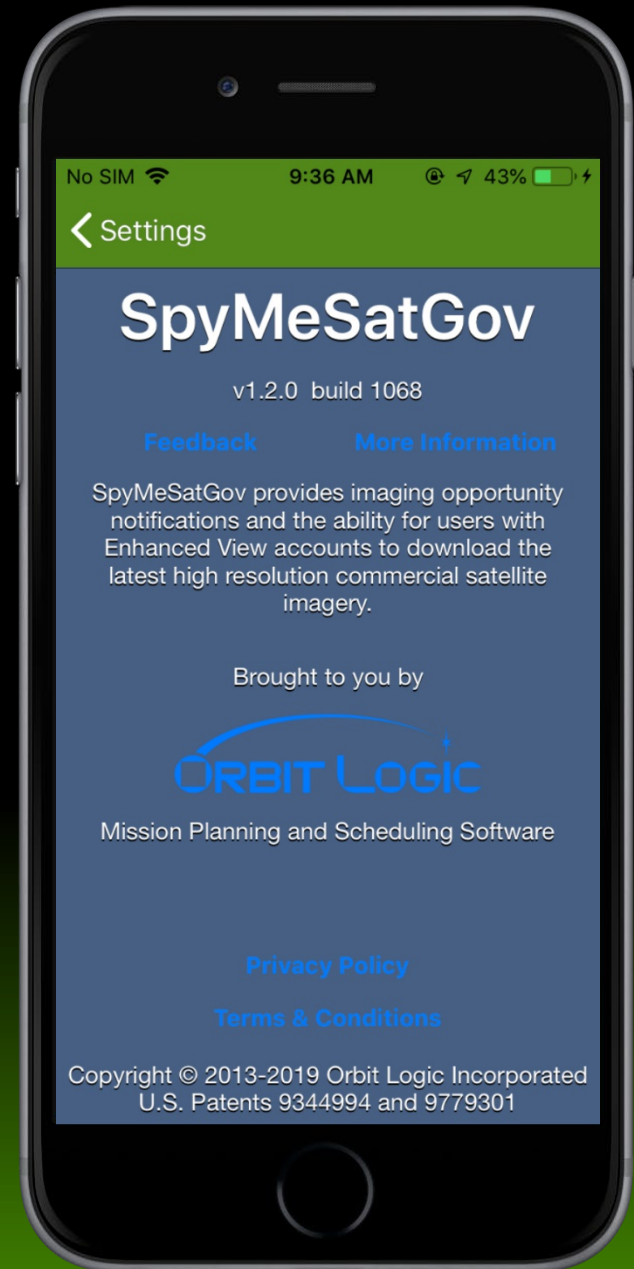 No SIM 9:36 AM 43%
Settings
SpyMeSatGov
v1.2.0 build 1068
Feedback More Information
SpyMeSatGov provides imaging opportunity
notifications and the ability for users with
Enhanced View accounts to download the
latest high resolution commercial satellite
imagery.
Brought to you by
ORBIT LOGIC
Mission Planning and Scheduling Software
Privacy Policy
Terms & Conditions
Copyright © 2013-2019 Orbit Logic Incorporated
U.S. Patents 9344994 and 9779301